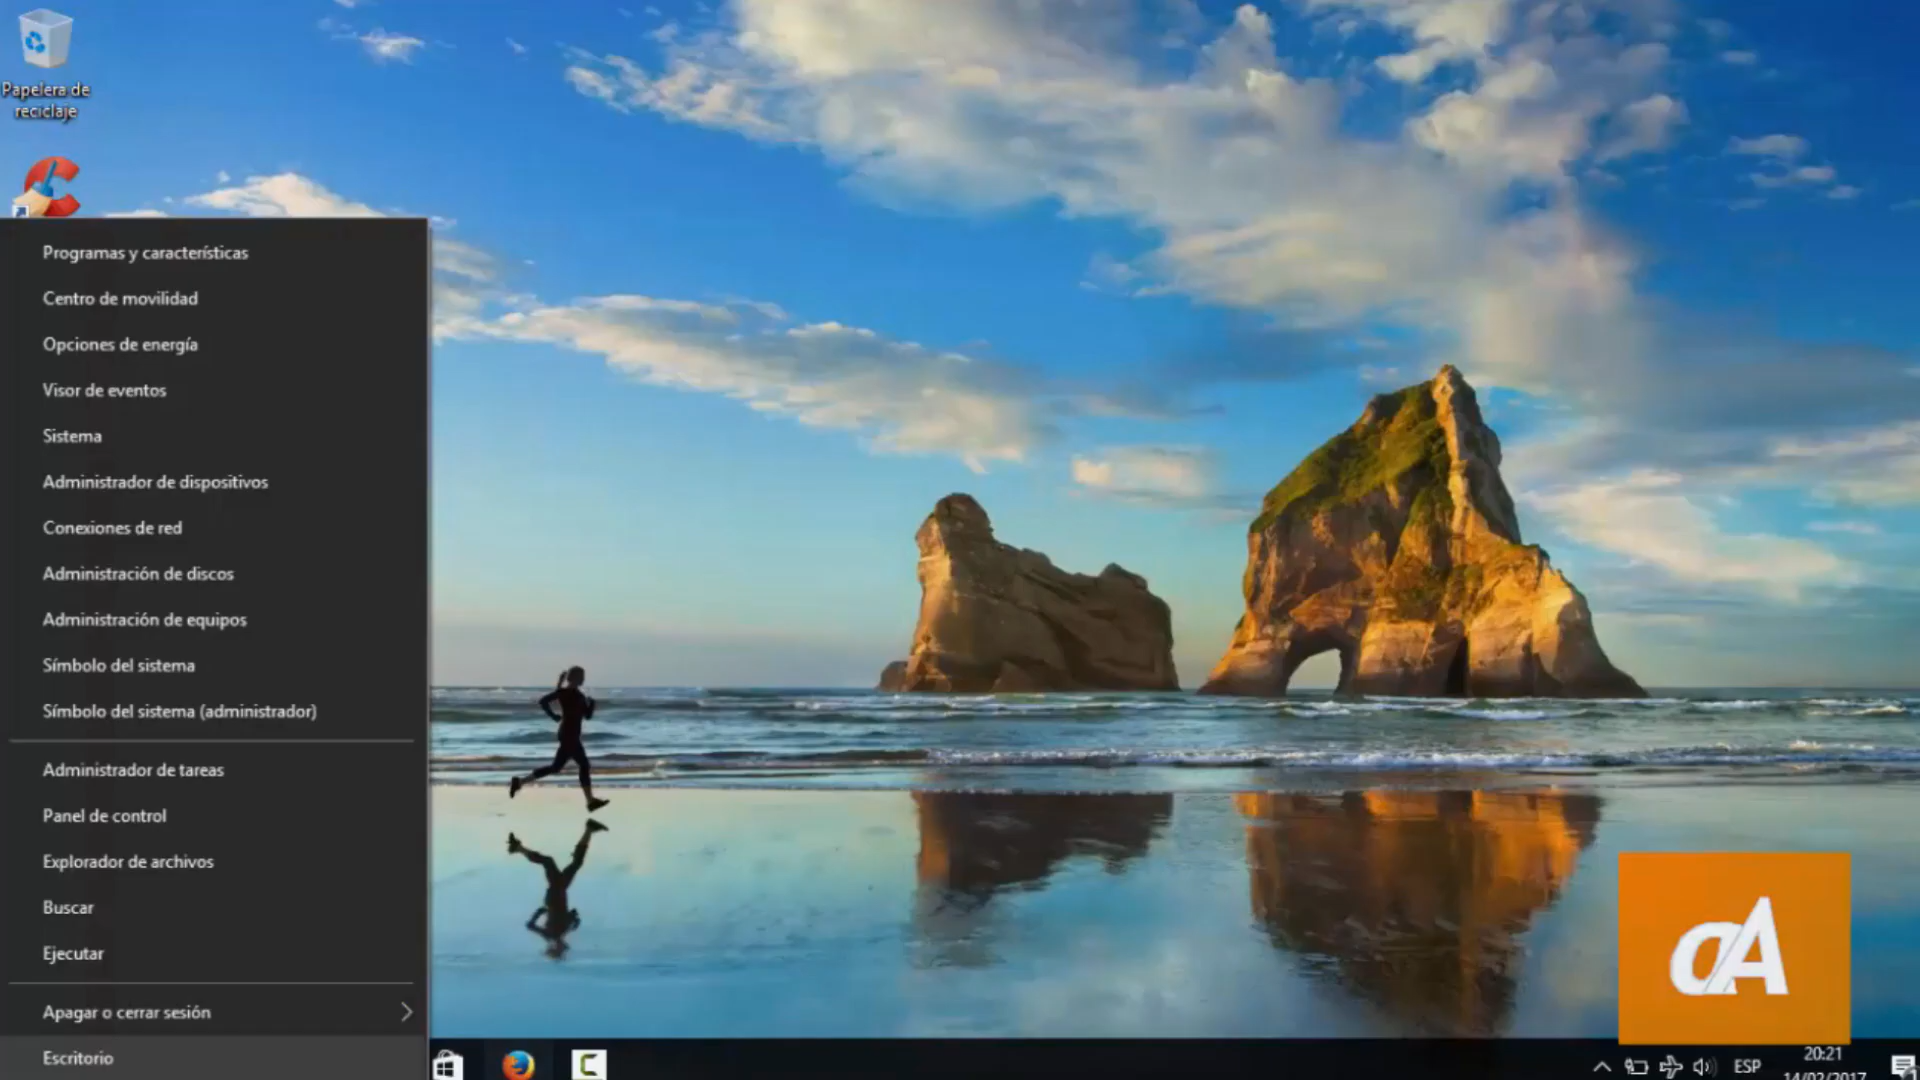 Papelera de
reciclaje
Programas y características
Centro de movilidad
Opciones de energía
Visor de eventos
Sistema
Administrador de dispositivos
Conexiones de red
Administración de discos
Administración de equipos
Símbolo del sistema
Símbolo del sistema (administrador)
Administrador de tareas
Panel de control
Explorador de archivos
Buscar
Ejecutar
Apagar o cerrar sesión
Escritorio
ESP
20:21
14/02/2017